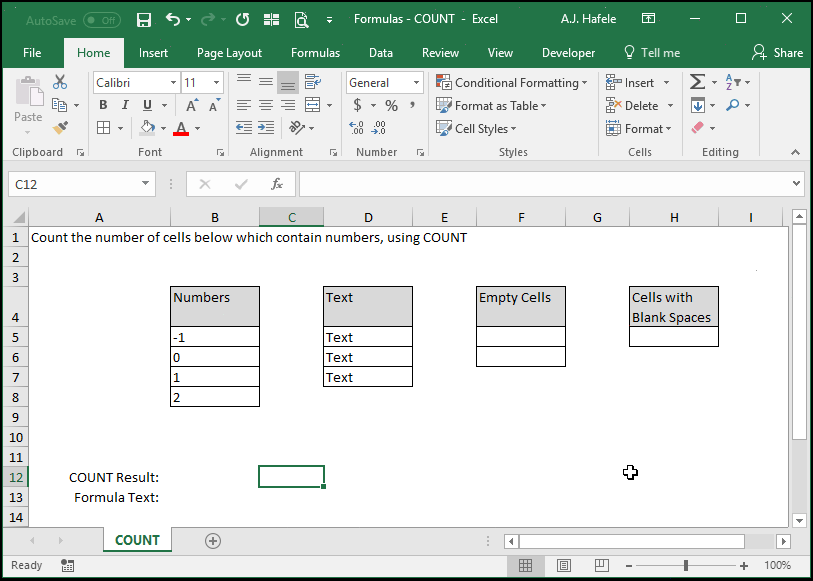 AutoSave Off Formulas - COUNT - Excel A.J. Hafele
File Home Insert Page Layout Formulas Data Review View Developer Tell me Share
Calibri 11 General Conditional Formatting Insert
Paste B I U A A $ % , Format as Table Delete
A Cell Styles Format
Clipboard Font Alignment Number Styles Cells Editing
C12 fx
A B C D E F G H I
1 Count the number of cells below which contain numbers, using COUNT
2
3
Numbers Text Empty Cells Cells with
4 Blank Spaces
5 -1 Text
6 0 Text
7 1 Text
8 2
9
10
11
12 COUNT Result:
13 Formula Text:
14
COUNT
Ready 100%